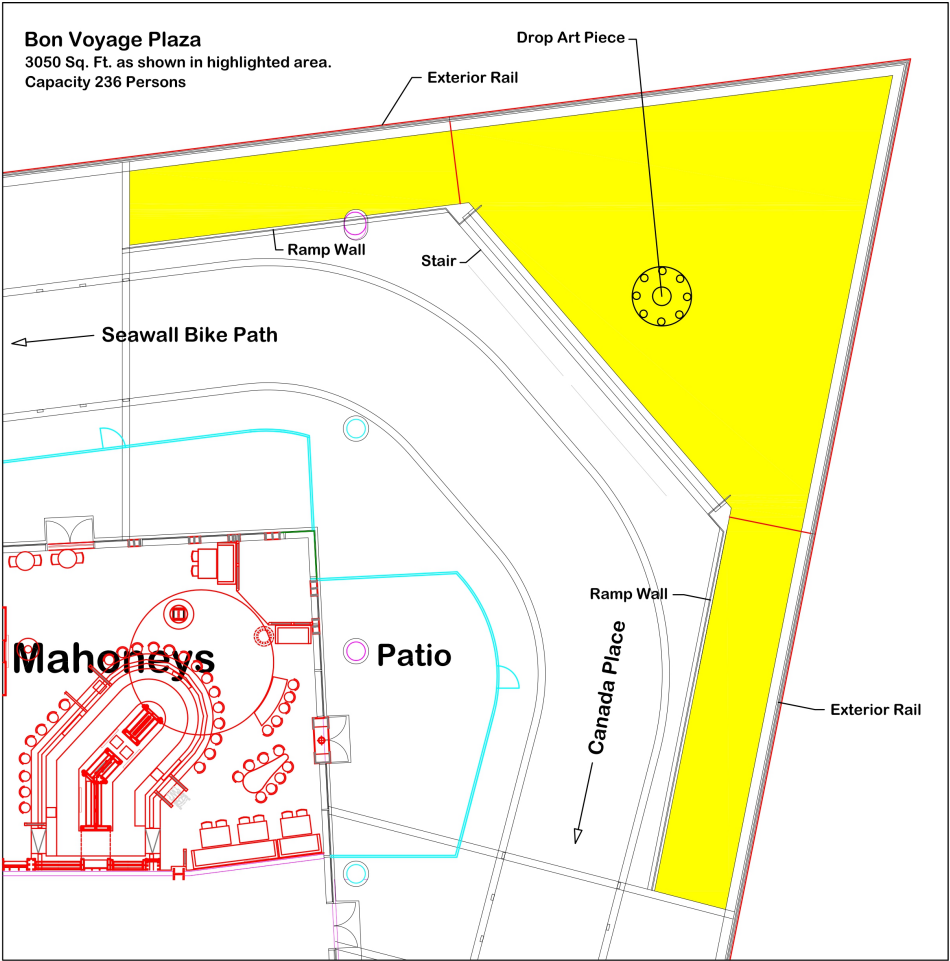 Bon Voyage Plaza
3050 Sq. Ft. as shown in highlighted area.
Capacity 236 Persons
Drop Art Piece
Exterior Rail
Ramp Wall
Stair
Seawall Bike Path
Ramp Wall
Mahoneys
Patio
Canada Place
Exterior Rail